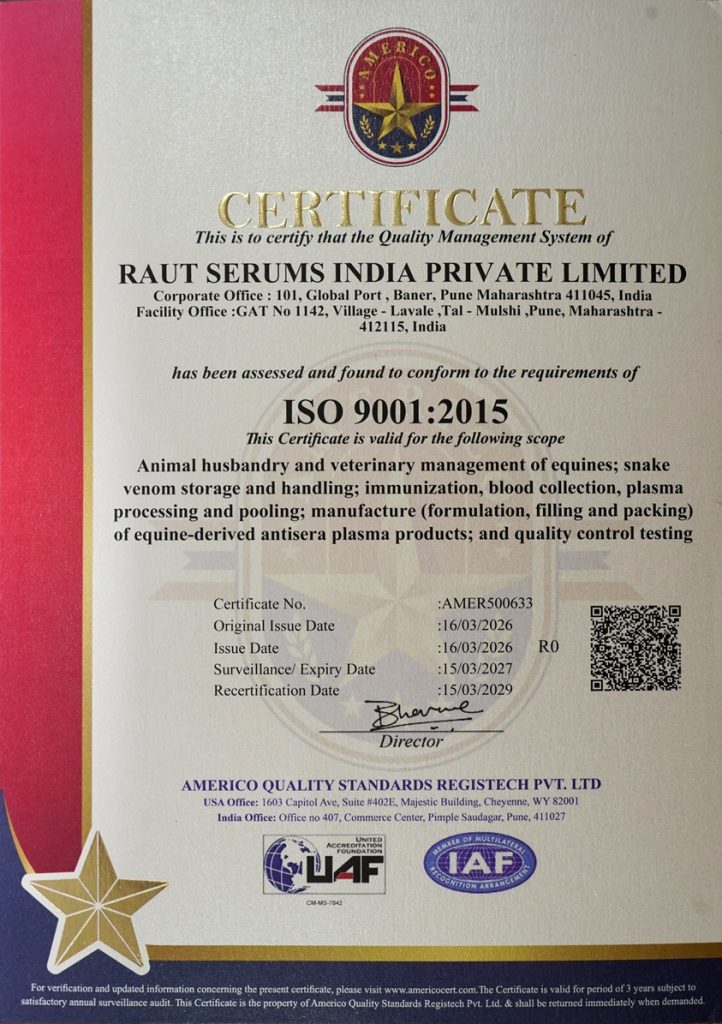 AMERICO
CERTIFICATE
This is to certify that the Quality Management System of
RAUT SERUMS INDIA PRIVATE LIMITED
Corporate Office : 101, Global Port , Baner, Pune Maharashtra 411045, India
Facility Office :GAT No 1142, Village - Lavale ,Tal - Mulshi ,Pune, Maharashtra -
412115, India
has been assessed and found to conform to the requirements of
ISO 9001:2015
This Certificate is valid for the following scope
Animal husbandry and veterinary management of equines; snake
venom storage and handling; immunization, blood collection, plasma
processing and pooling; manufacture (formulation, filling and packing)
of equine-derived antisera plasma products; and quality control testing
Certificate No. :AMER500633
Original Issue Date :16/03/2026
Issue Date :16/03/2026 R0
Surveillance/ Expiry Date :15/03/2027
Recertification Date :15/03/2029
Director
AMERICO QUALITY STANDARDS REGISTECH PVT. LTD
USA Office: 1603 Capitol Ave, Suite #402E, Majestic Building, Cheyenne, WY 82001
India Office: Office no 407, Commerce Center, Pimple Saudagar, Pune, 411027
UNITED
ACCREDITATION
FOUNDATION
UAF
CM-MS-7842
MEMBER OF MULTILATERAL
IAF
RECOGNITION ARRANGEMENT
For verification and updated information concerning the present certificate, please visit www.americocert.com.The Certificate is valid for period of 3 years subject to
satisfactory annual surveillance audit. This Certificate is the property of Americo Quality Standards Registech Pvt. Ltd. & shall be returned immediately when demanded.